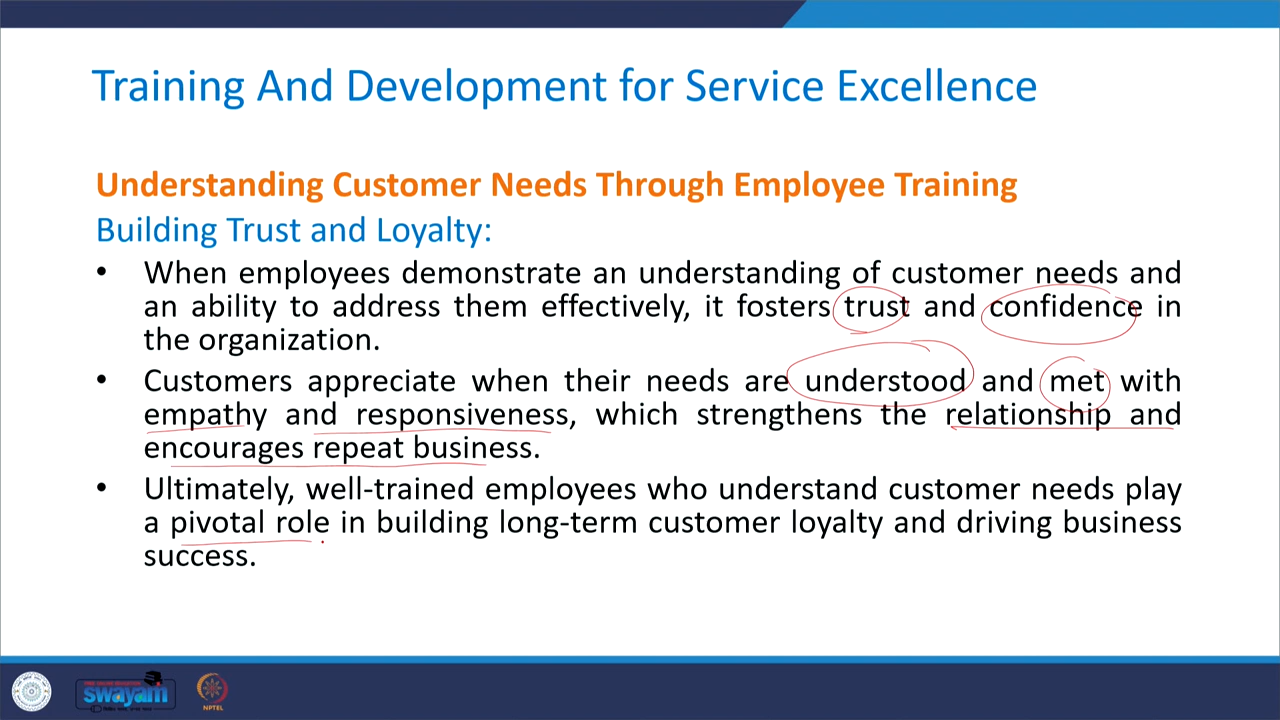 Training And Development for Service Excellence
Understanding Customer Needs Through Employee Training
Building Trust and Loyalty:
• When employees demonstrate an understanding of customer needs and
an ability to address them effectively, it fosters trust and confidence in
the organization.
• Customers appreciate when their needs are understood and met with
empathy and responsiveness, which strengthens the relationship and
encourages repeat business.
• Ultimately, well-trained employees who understand customer needs play
a pivotal role in building long-term customer loyalty and driving business
success.
swayam
NPTEL